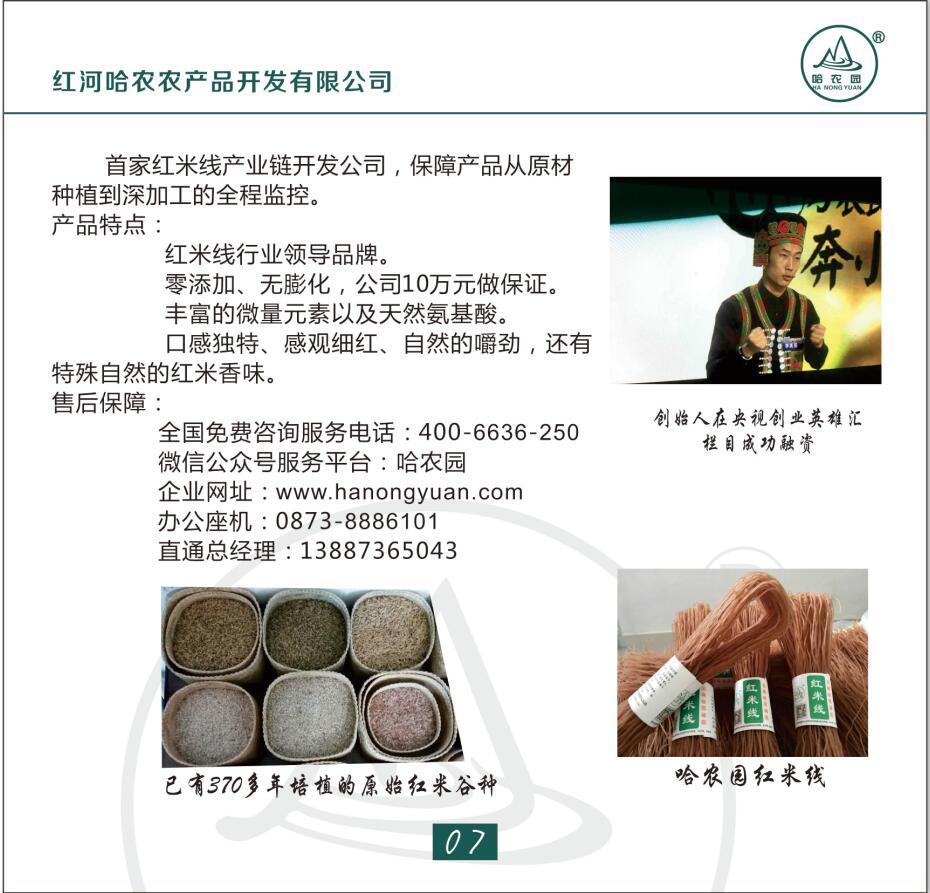 红河哈农农产品开发有限公司
®
哈农园
HA NONG YUAN
首家红米线产业链开发公司，保障产品从原材
种植到深加工的全程监控。
产品特点：
红米线行业领导品牌。
零添加、无膨化，公司10万元做保证。
丰富的微量元素以及天然氨基酸。
口感独特、感观细红、自然的嚼劲，还有
特殊自然的红米香味。
售后保障：
全国免费咨询服务电话：400-6636-250
微信公众号服务平台：哈农园
企业网址：www.hanongyuan.com
办公座机：0873-8886101
直通总经理：13887365043
奔小
创始人在央视创业英雄汇
栏目成功融资
红米线
红米线
红米线
已有370多年培植的原始红米谷种
哈农园红米线
07